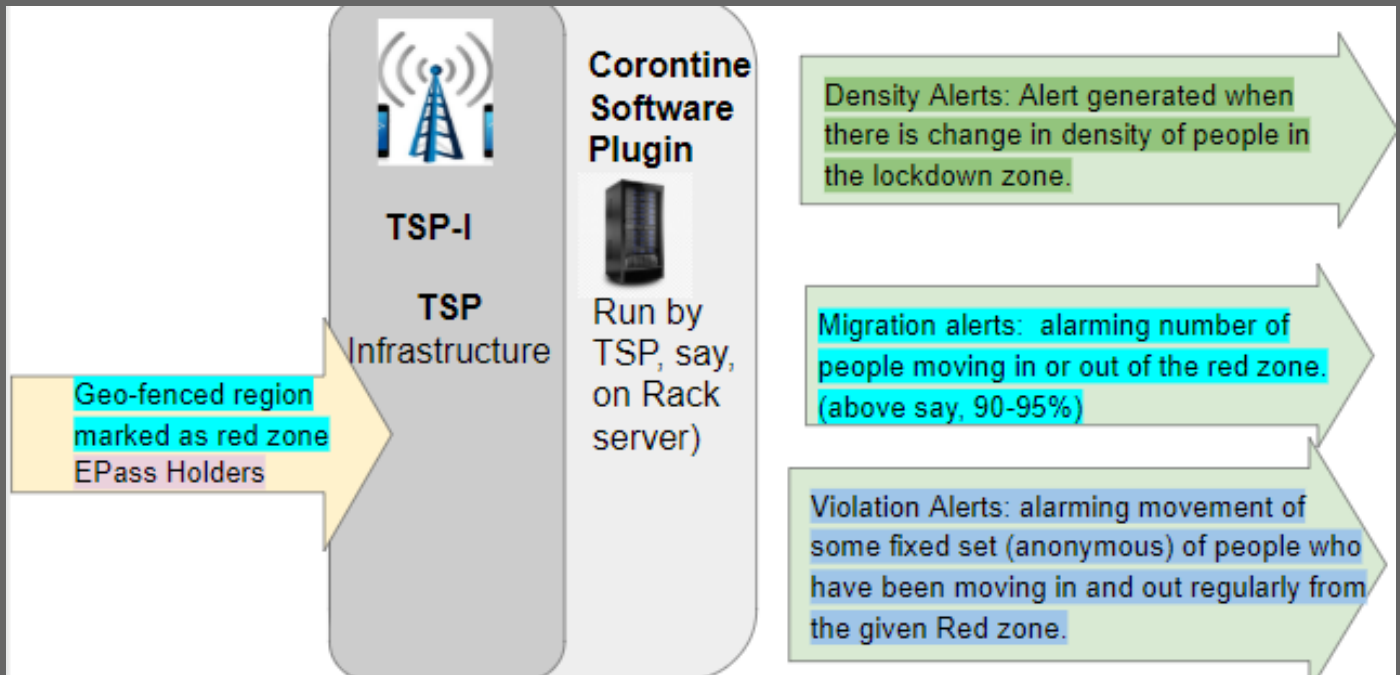 Geo-fenced region
marked as red zone
EPass Holders
TSP-I
TSP
Infrastructure
Corontine
Software
Plugin
Run by
TSP, say,
on Rack
server)
Density Alerts: Alert generated when
there is change in density of people in
the lockdown zone.
Migration alerts:  alarming number of
people moving in or out of the red zone.
(above say, 90-95%)
Violation Alerts: alarming movement of
some fixed set (anonymous) of people who
have been moving in and out regularly from
the given Red zone.